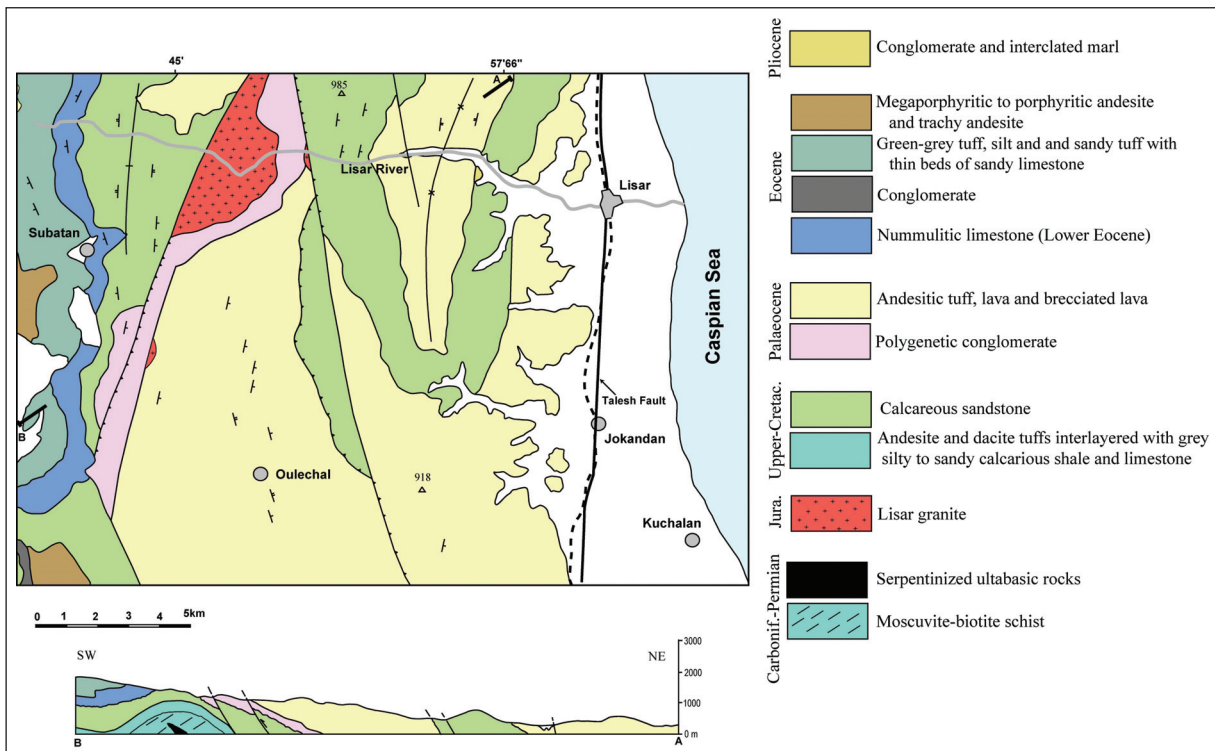 45'
57'66"
A
985
Lisar River
Lisar
Subatan
Caspian Sea
Talesh Fault
Jokandan
B
Oulechal
918
Kuchalan
0 1 2 3 4 5km
SW
NE
3000
2000
1000
0 m
B
A
Pliocene
Conglomerate and interclated marl
Eocene
Megaporphyritic to porphyritic andesite
and trachy andesite
Green-grey tuff, silt and and sandy tuff with
thin beds of sandy limestone
Conglomerate
Nummulitic limestone (Lower Eocene)
Palaeocene
Andesitic tuff, lava and brecciated lava
Polygenetic conglomerate
Upper-Cretac.
Calcareous sandstone
Andesite and dacite tuffs interlayered with grey
silty to sandy calcarious shale and limestone
Jura.
Lisar granite
Carbonif.-Permian
Serpentinized ultabasic rocks
Moscuvite-biotite schist